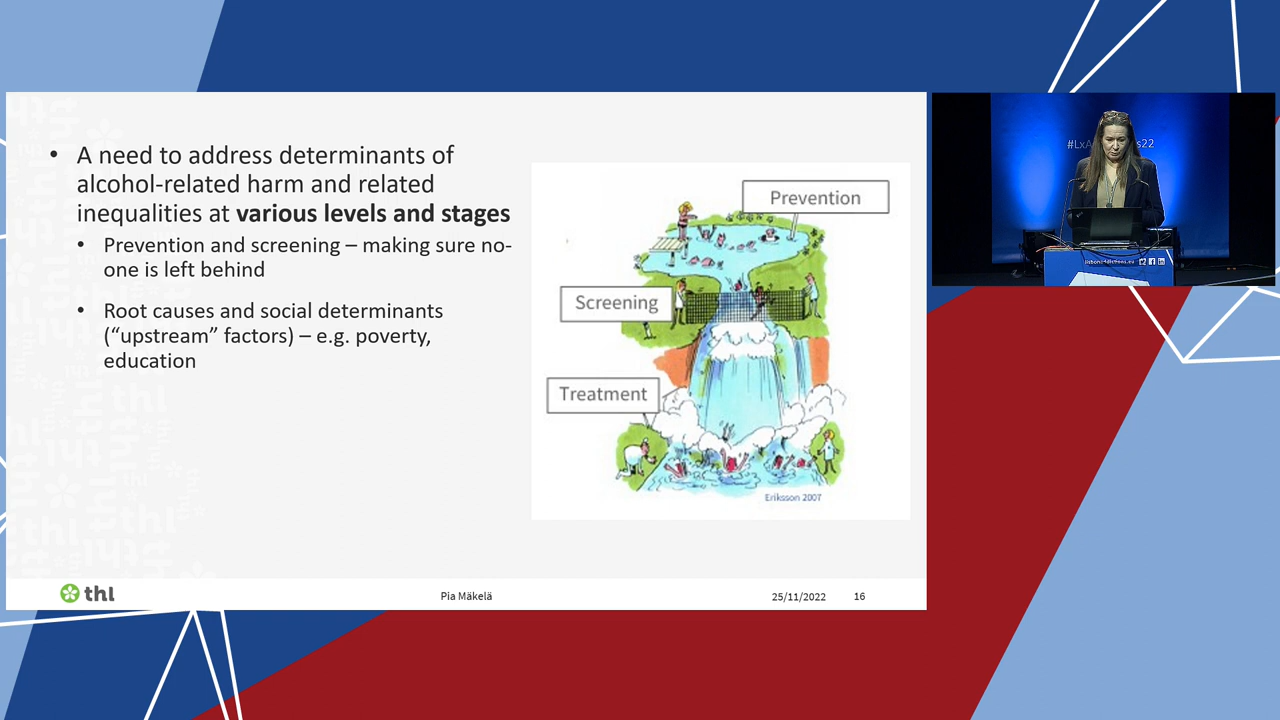 • A need to address determinants of
alcohol-related harm and related
inequalities at various levels and stages
• Prevention and screening – making sure no-
one is left behind
• Root causes and social determinants
(“upstream” factors) – e.g. poverty,
education
Prevention
Screening
Treatment
Eriksson 2007
thl
Pia Mäkelä
25/11/2022
16